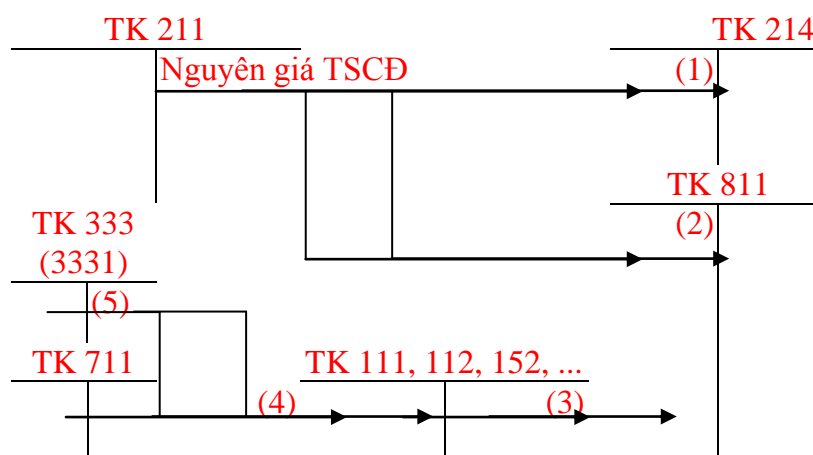 TK 211
TK 214
Nguyên giá TSCĐ
(1)
TK 811
(2)
TK 333
(3331)
(5)
TK 711
TK 111, 112, 152, ...
(4)
(3)